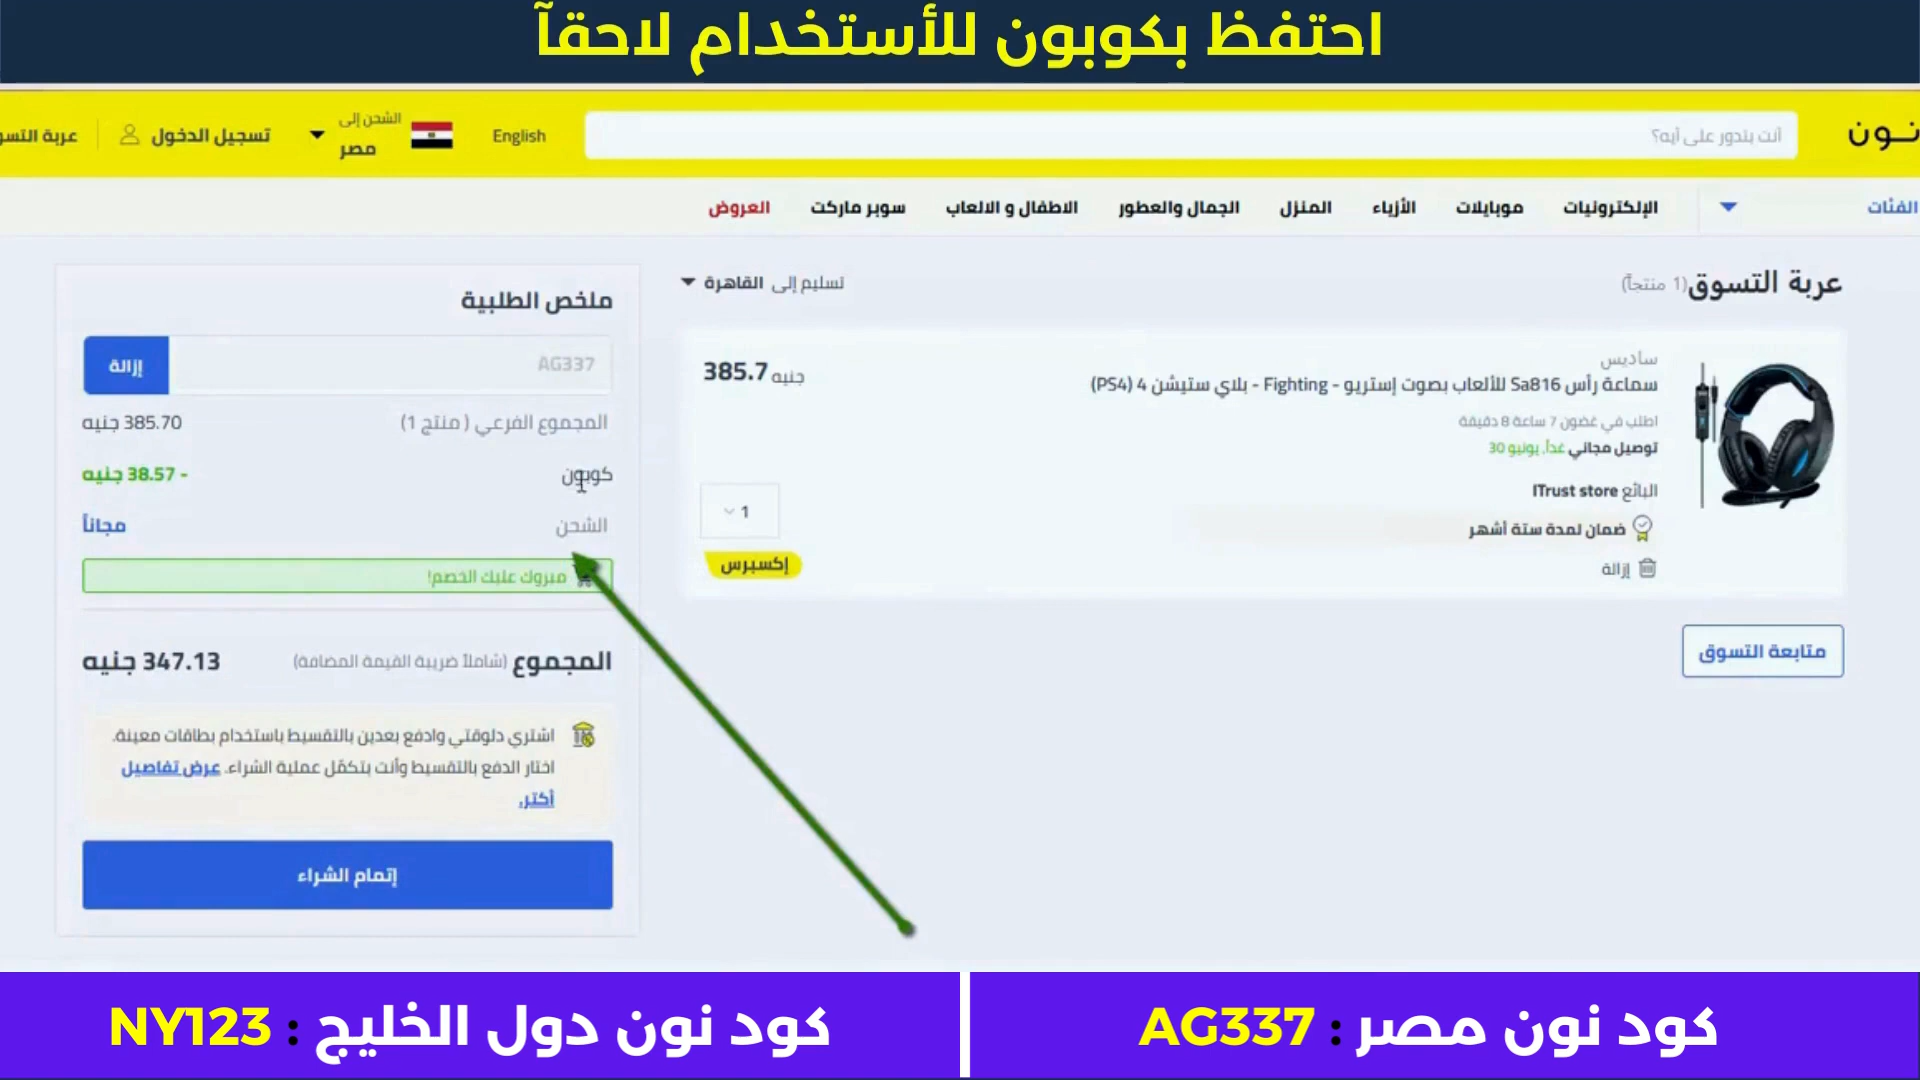 احتفظ بكوبون للأستخدام لاحقاً
نون
أنت بتدور على أيه؟
English
الشحن إلى
مصر
تسجيل الدخول
عربة التسو
الفئات
الإلكترونيات
موبايلات
الأزياء
المنزل
الجمال والعطور
الاطفال و الالعاب
سوبر ماركت
العروض
عربة التسوق (1 منتجاً)
تسليم إلى القاهرة
ساديس
سماعة رأس Sa816 للألعاب بصوت إستريو - Fighting - بلاي ستيشن 4 (PS4)
جنيه 385.7
اطلب في غضون 7 ساعة 8 دقيقة
توصيل مجاني غداً, يونيو 30
البائع ITrust store
ضمان لمدة ستة أشهر
إزالة
1
إكسبرس
متابعة التسوق
ملخص الطلبية
AG337
إزالة
المجموع الفرعي ( منتج 1)
385.70 جنيه
كوبون
- 38.57 جنيه
الشحن
مجاناً
مبروك عليك الخصم!
المجموع (شاملاً ضريبة القيمة المضافة)
347.13 جنيه
اشتري دلوقتي وادفع بعدين بالتقسيط باستخدام بطاقات معينة.
اختار الدفع بالتقسيط وأنت بتكمّل عملية الشراء. عرض تفاصيل
أكتر.
إتمام الشراء
كود نون مصر : AG337
كود نون دول الخليج : NY123